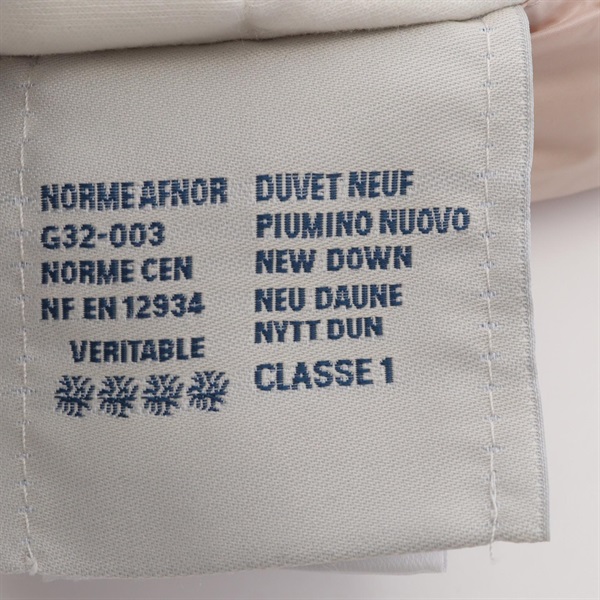 NORME AFNOR
G32-003
NORME CEN
NF EN 12934
VERITABLE
DUVET NEUF
PIUMINO NUOVO
NEW DOWN
NEU DAUNE
NYTT DUN
CLASSE 1